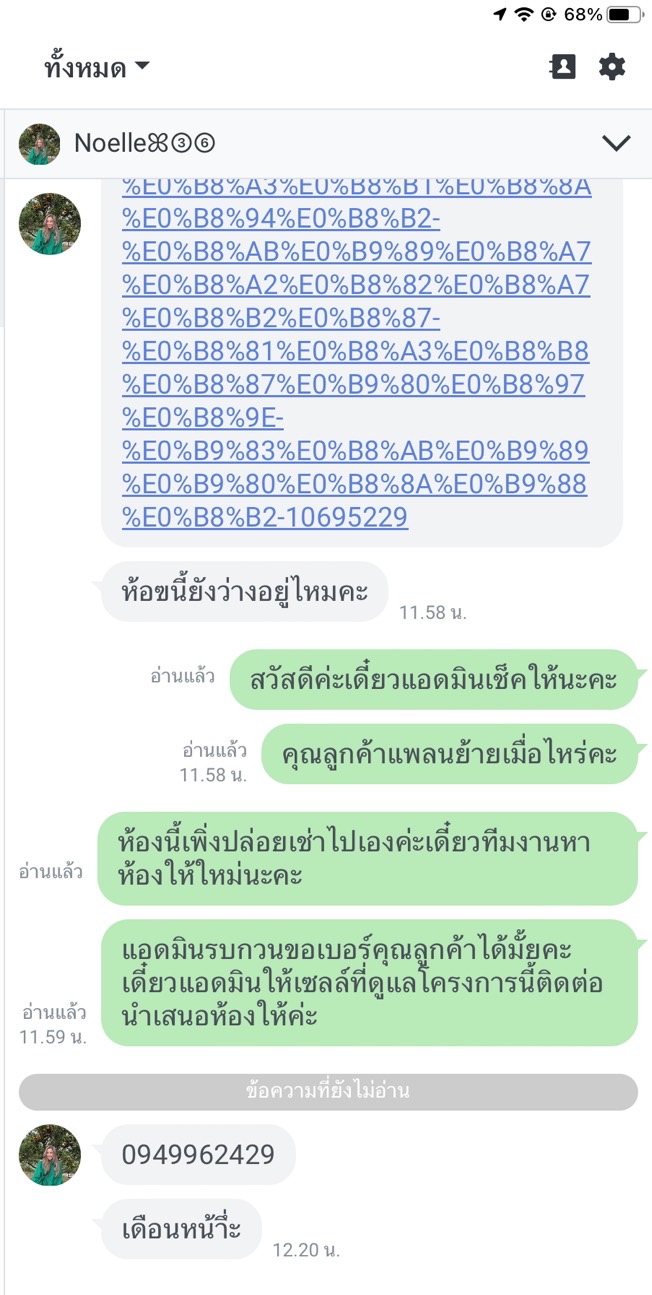 68%
ทั้งหมด
Noelleꕤ③⑥
%E0%B8%A3%E0%B8%B1%E0%B8%8A
%E0%B8%94%E0%B8%B2-
%E0%B8%AB%E0%B9%89%E0%B8%A7
%E0%B8%A2%E0%B8%82%E0%B8%A7
%E0%B8%B2%E0%B8%87-
%E0%B8%81%E0%B8%A3%E0%B8%B8
%E0%B8%87%E0%B9%80%E0%B8%97
%E0%B8%9E-
%E0%B9%83%E0%B8%AB%E0%B9%89
%E0%B9%80%E0%B8%8A%E0%B9%88
%E0%B8%B2-10695229
ห้อขนี้ยังว่างอยู่ไหมคะ
11.58 น.
อ่านแล้ว
สวัสดีค่ะเดี๋ยวแอดมินเช็คให้นะคะ
อ่านแล้ว
11.58 น.
คุณลูกค้าแพลนย้ายเมื่อไหร่คะ
ห้องนี้เพิ่งปล่อยเช่าไปเองค่ะเดี๋ยวทีมงานหา
ห้องให้ใหม่นะคะ
อ่านแล้ว
แอดมินรบกวนขอเบอร์คุณลูกค้าได้มั้ยคะ
เดี๋ยวแอดมินให้เซลล์ที่ดูแลโครงการนี้ติดต่อ
นำเสนอห้องให้ค่ะ
อ่านแล้ว
11.59 น.
ข้อความที่ยังไม่อ่าน
0949962429
เดือนหน้าึ่ะ
12.20 น.